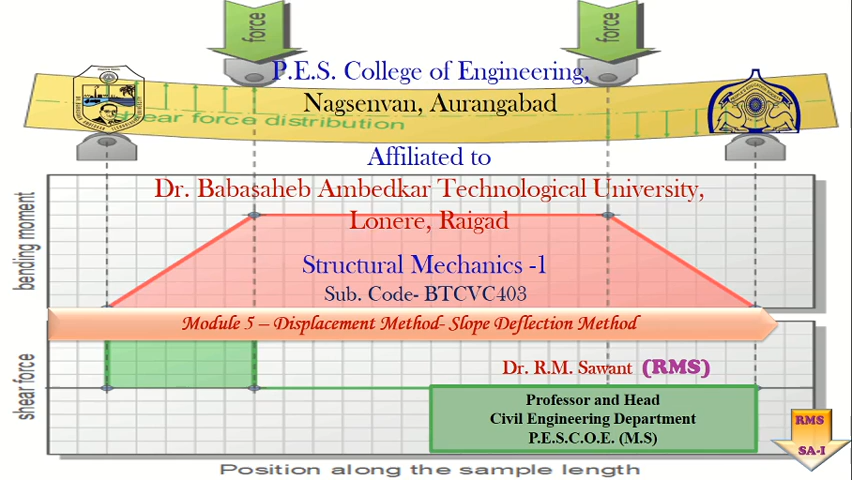 force
force
P.E.S. College of Engineering,
Nagsenvan, Aurangabad
shear force distribution
Affiliated to
Dr. Babasaheb Ambedkar Technological University,
Lonere, Raigad
bending moment
Structural Mechanics -1
Sub. Code- BTCVC403
Module 5 – Displacement Method- Slope Deflection Method
shear force
Dr. R.M. Sawant (RMS)
Professor and Head
Civil Engineering Department
P.E.S.C.O.E. (M.S)
RMS
SA-I
Position along the sample length